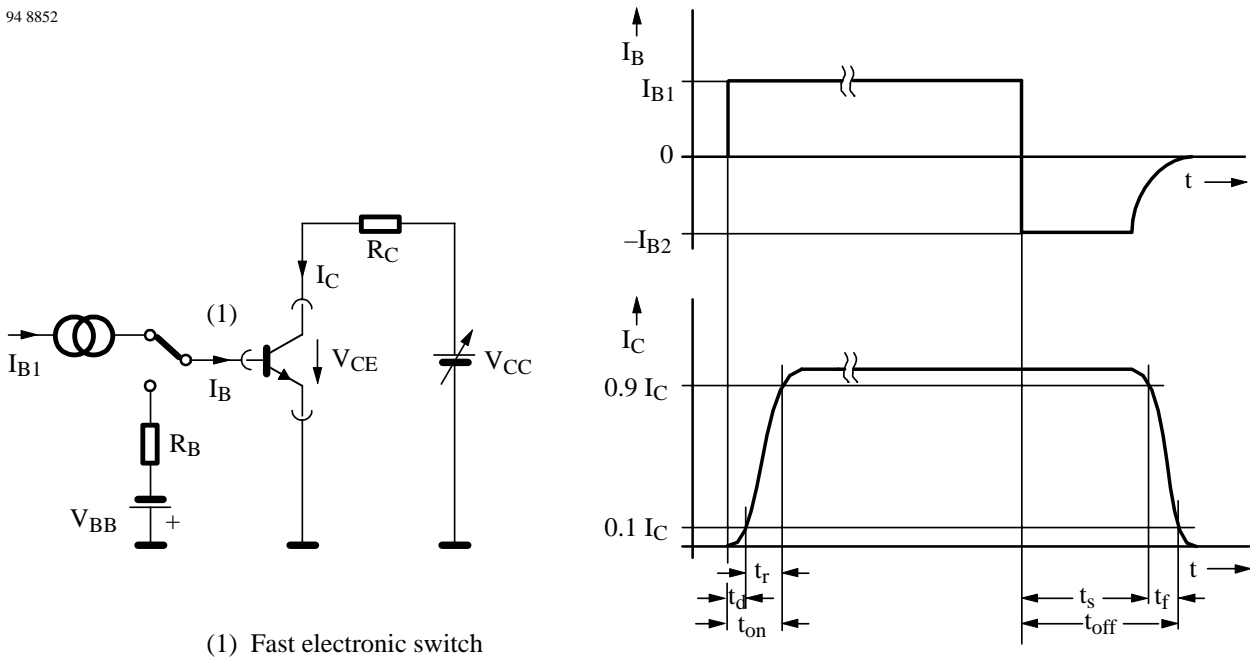 94 8852
I_B1
I_B
(1)
I_C
R_C
V_CE
V_CC
R_B
V_BB
+
(1) Fast electronic switch
I_B
I_B1
0
t
–I_B2
I_C
0.9 I_C
0.1 I_C
t
t_r
t_d
t_on
t_s
t_f
t_off